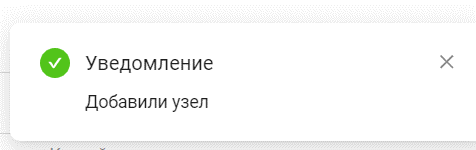 Уведомление
Добавили узел